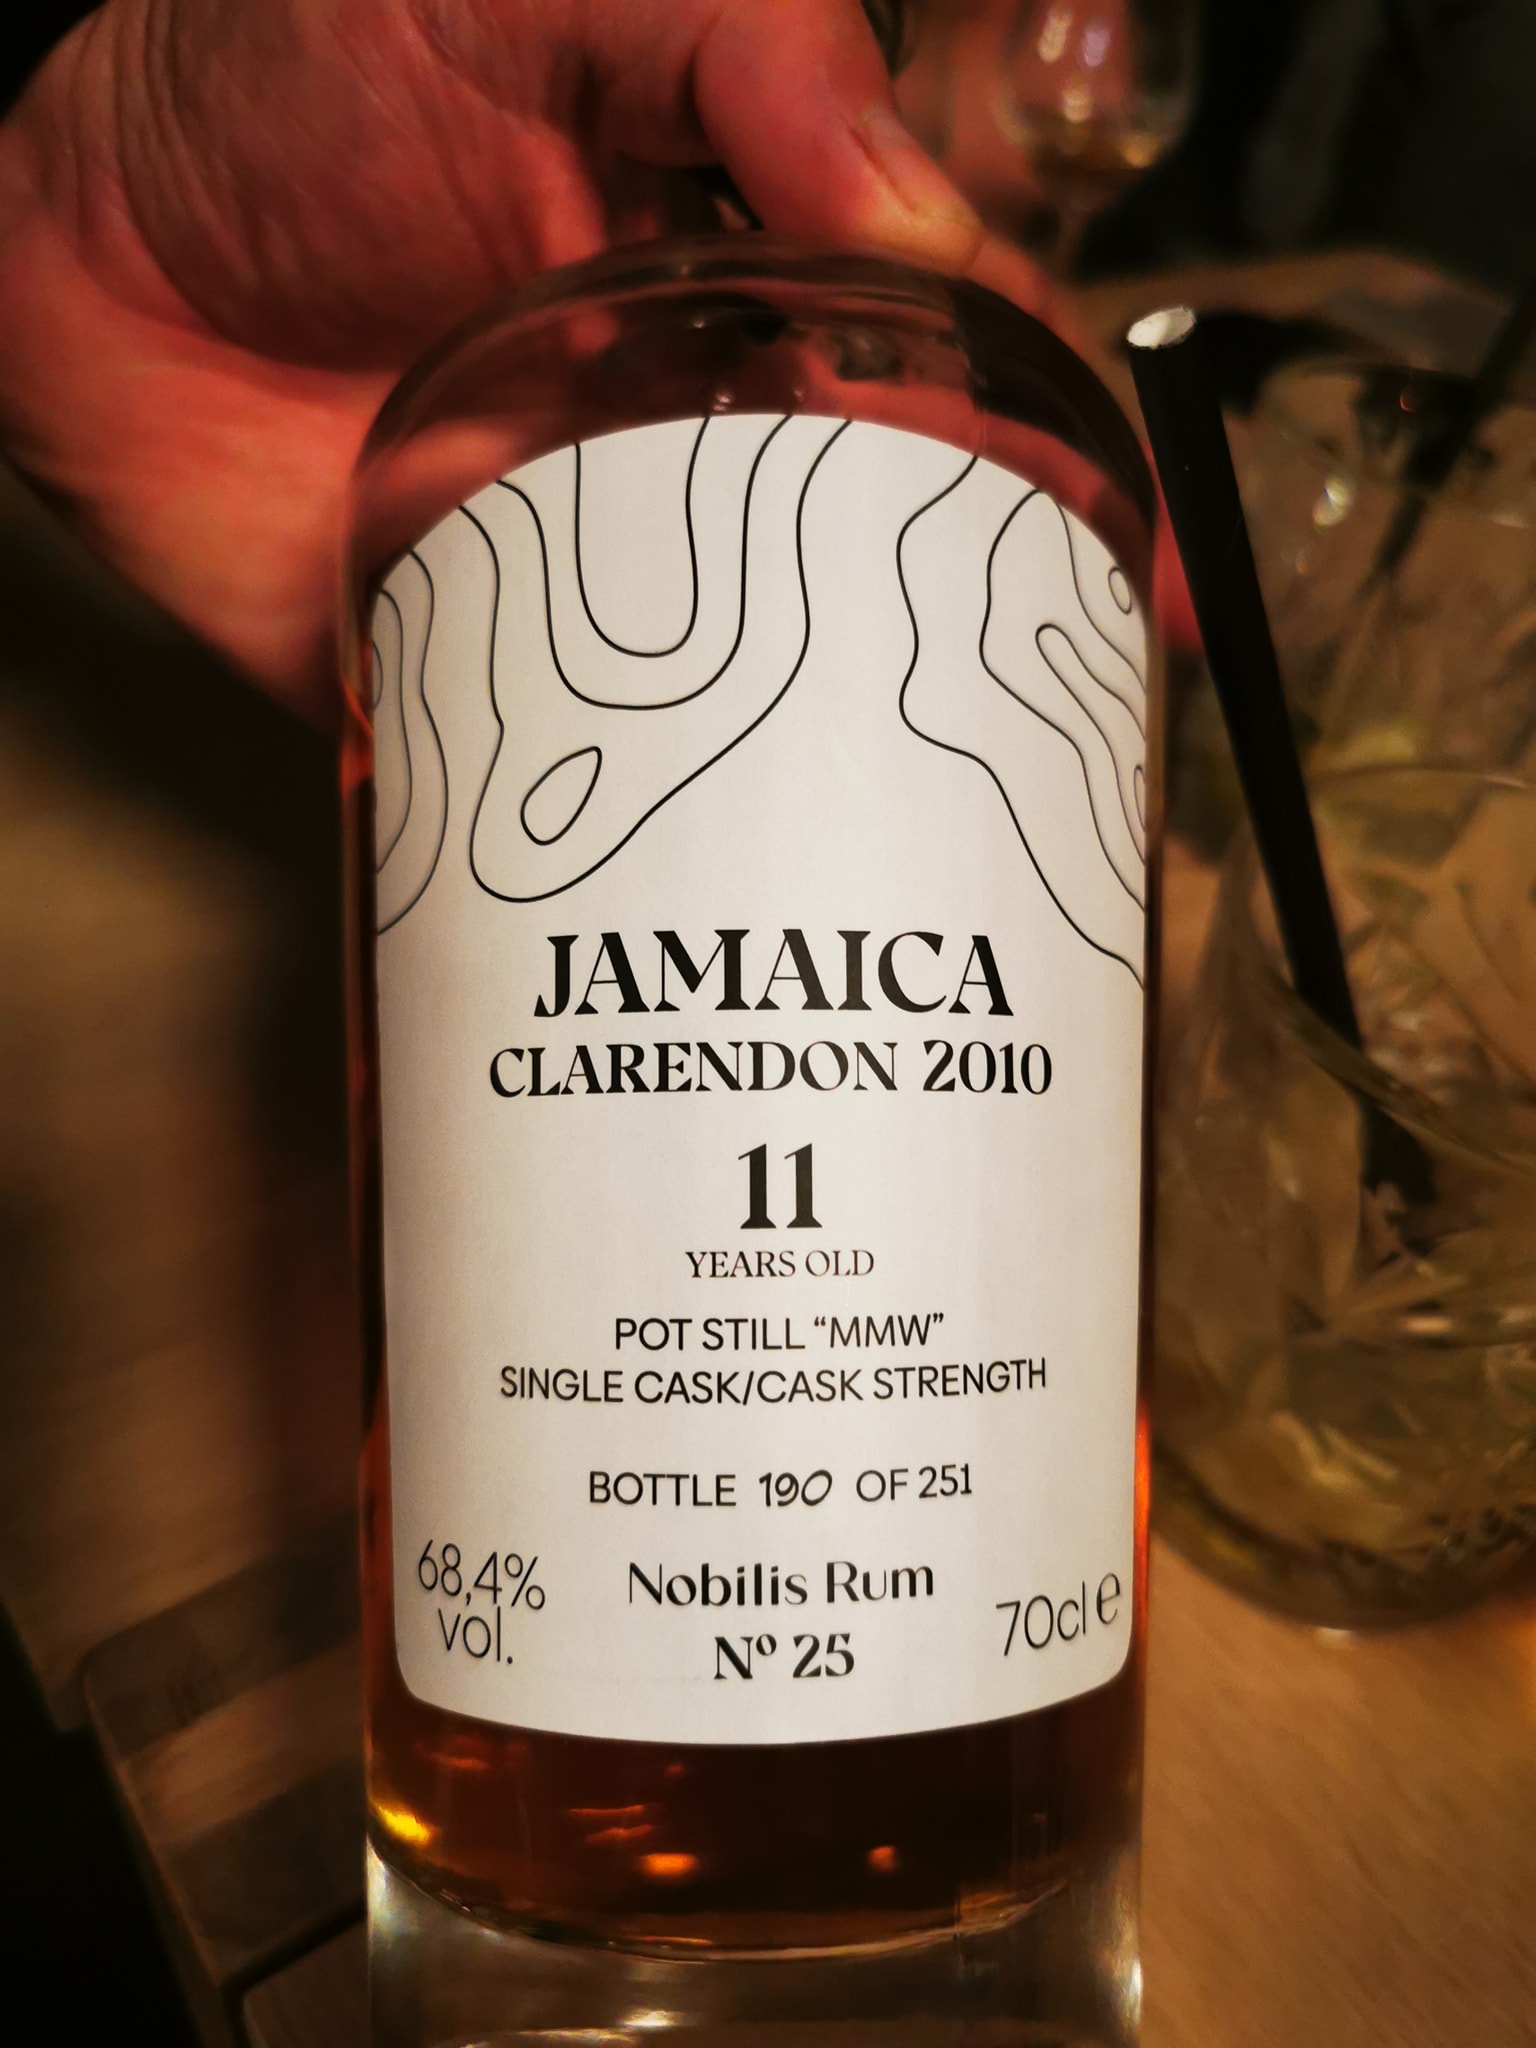 JAMAICA
CLARENDON 2010
11
YEARS OLD
POT STILL “MMW”
SINGLE CASK/CASK STRENGTH
BOTTLE 190 OF 251
68,4%
vol.
Nobilis Rum
Nº 25
70cl e